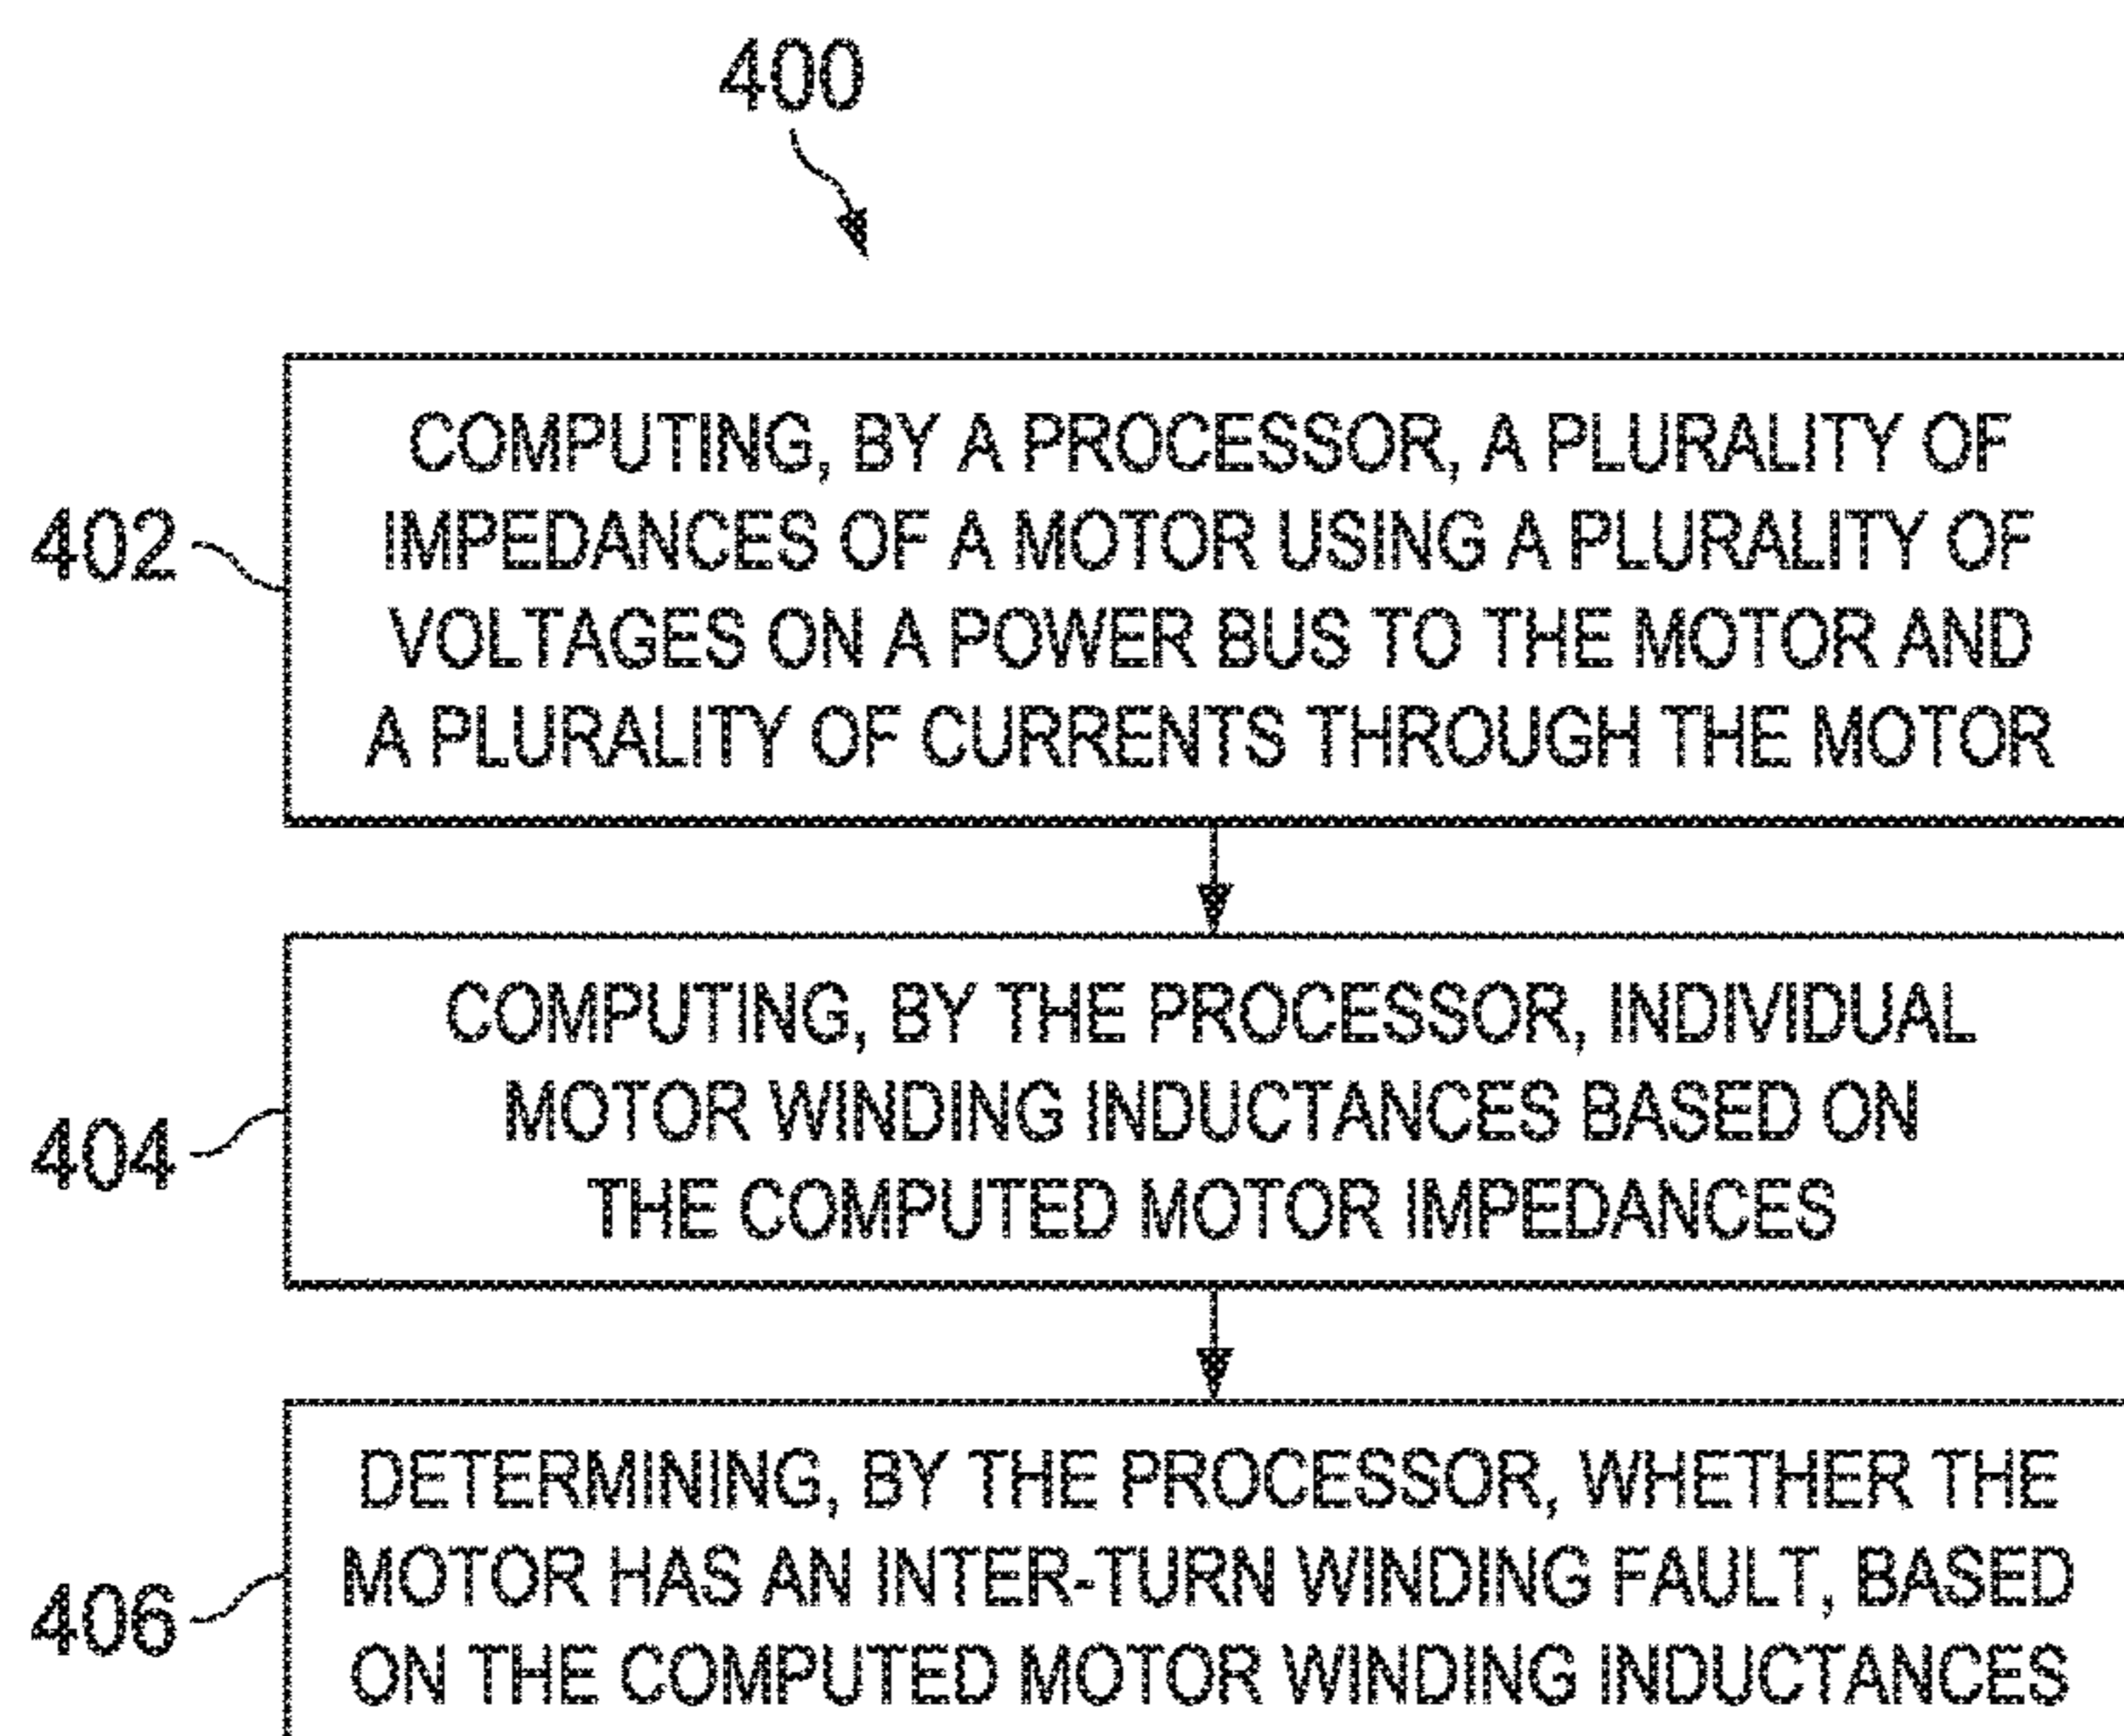 400
402
COMPUTING, BY A PROCESSOR, A PLURALITY OF
IMPEDANCES OF A MOTOR USING A PLURALITY OF
VOLTAGES ON A POWER BUS TO THE MOTOR AND
A PLURALITY OF CURRENTS THROUGH THE MOTOR
404
COMPUTING, BY THE PROCESSOR, INDIVIDUAL
MOTOR WINDING INDUCTANCES BASED ON
THE COMPUTED MOTOR IMPEDANCES
406
DETERMINING, BY THE PROCESSOR, WHETHER THE
MOTOR HAS AN INTER-TURN WINDING FAULT, BASED
ON THE COMPUTED MOTOR WINDING INDUCTANCES